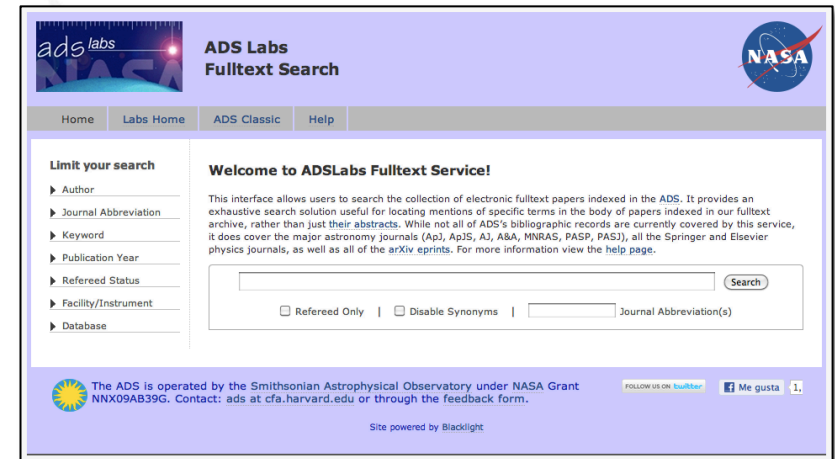 ads labs
NASA
ADS Labs
Fulltext Search
NASA
Home Labs Home ADS Classic Help
Limit your search
Author
Journal Abbreviation
Keyword
Publication Year
Refereed Status
Facility/Instrument
Database
Welcome to ADSLabs Fulltext Service!
This interface allows users to search the collection of electronic fulltext papers indexed in the ADS. It provides an
exhaustive search solution useful for locating mentions of specific terms in the body of papers indexed in our fulltext
archive, rather than just their abstracts. While not all of ADS's bibliographic records are currently covered by this service,
it does cover the major astronomy journals (ApJ, ApJS, AJ, A&A, MNRAS, PASP, PASJ), all the Springer and Elsevier
physics journals, as well as all of the arXiv eprints. For more information view the help page.
Search
Refereed Only | Disable Synonyms | Journal Abbreviation(s)
The ADS is operated by the Smithsonian Astrophysical Observatory under NASA Grant
NNX09AB39G. Contact: ads at cfa.harvard.edu or through the feedback form.
FOLLOW US ON twitter
Me gusta 1,
Site powered by Blacklight